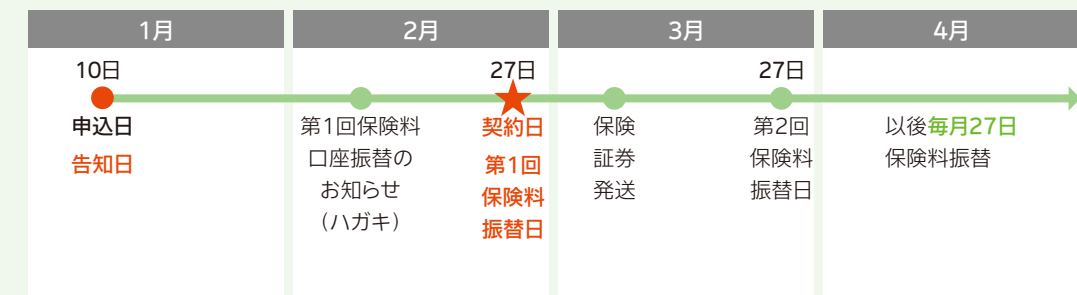 1月
2月
3月
4月
10日
27日
27日
申込日
告知日
第1回保険料
口座振替の
お知らせ
（ハガキ）
契約日
第1回
保険料
振替日
保険
証券
発送
第2回
保険料
振替日
以後毎月27日
保険料振替